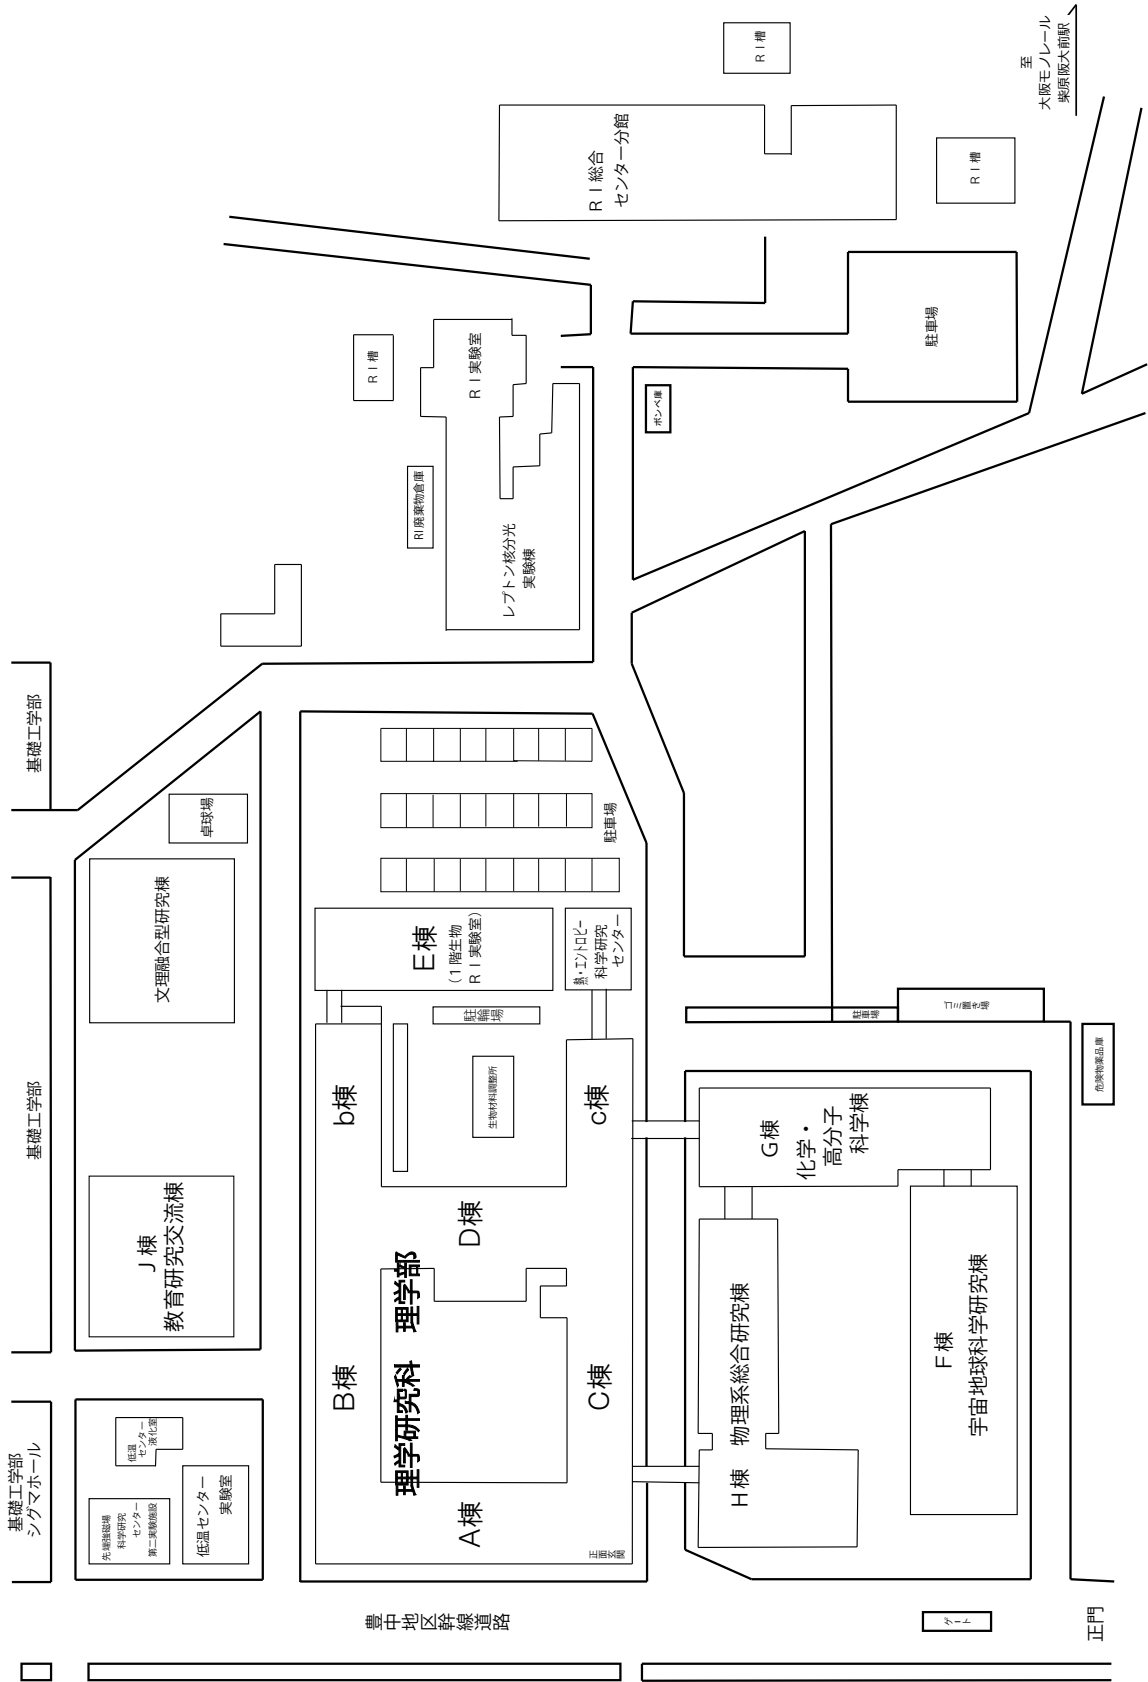 至
大阪モノレール
柴原阪大前駅
ＲＩ槽
ＲＩ総合
センター分館
ＲＩ槽
駐車場
ＲＩ槽
ＲＩ実験室
ボンベ庫
RI廃棄物倉庫
レプトン核分光
実験棟
基礎工学部
卓球場
駐車場
文理融合型研究棟
E棟
(１階生物
ＲＩ実験室)
熱・エントロピー
科学研究
センター
駐輪場
駐車場
ゴミ置き場
危険物薬品庫
生物材料調整所
基礎工学部
b棟
c棟
G棟
化学・
高分子
科学棟
J棟
教育研究交流棟
D棟
理学研究科　理学部
B棟
C棟
物理系総合研究棟
H棟
F棟
宇宙地球科学研究棟
基礎工学部
シグマホール
低温
センター
液化室
先端強磁場
科学研究
センター
第二実験施設
低温センター
実験室
A棟
正面
玄関
豊中地区幹線道路
ゲート
正門